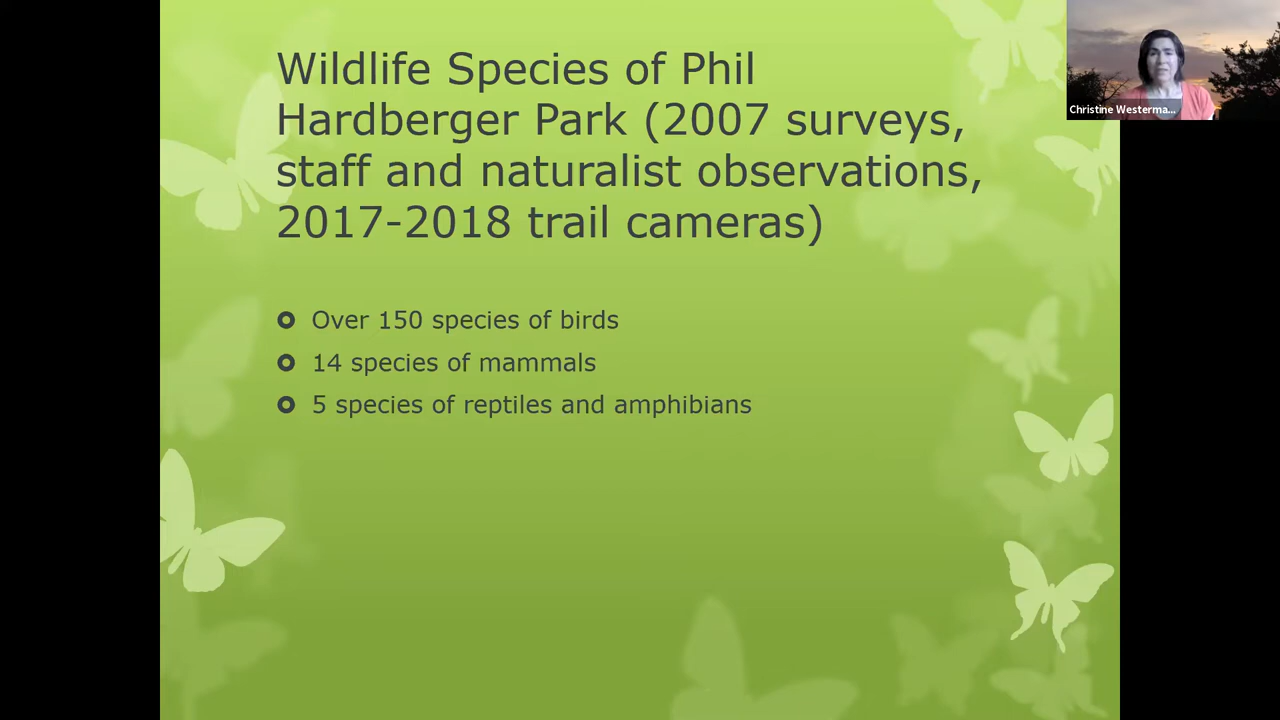 Wildlife Species of Phil
Hardberger Park (2007 surveys,
staff and naturalist observations,
2017-2018 trail cameras)
Over 150 species of birds
14 species of mammals
5 species of reptiles and amphibians
Christine Westerma...